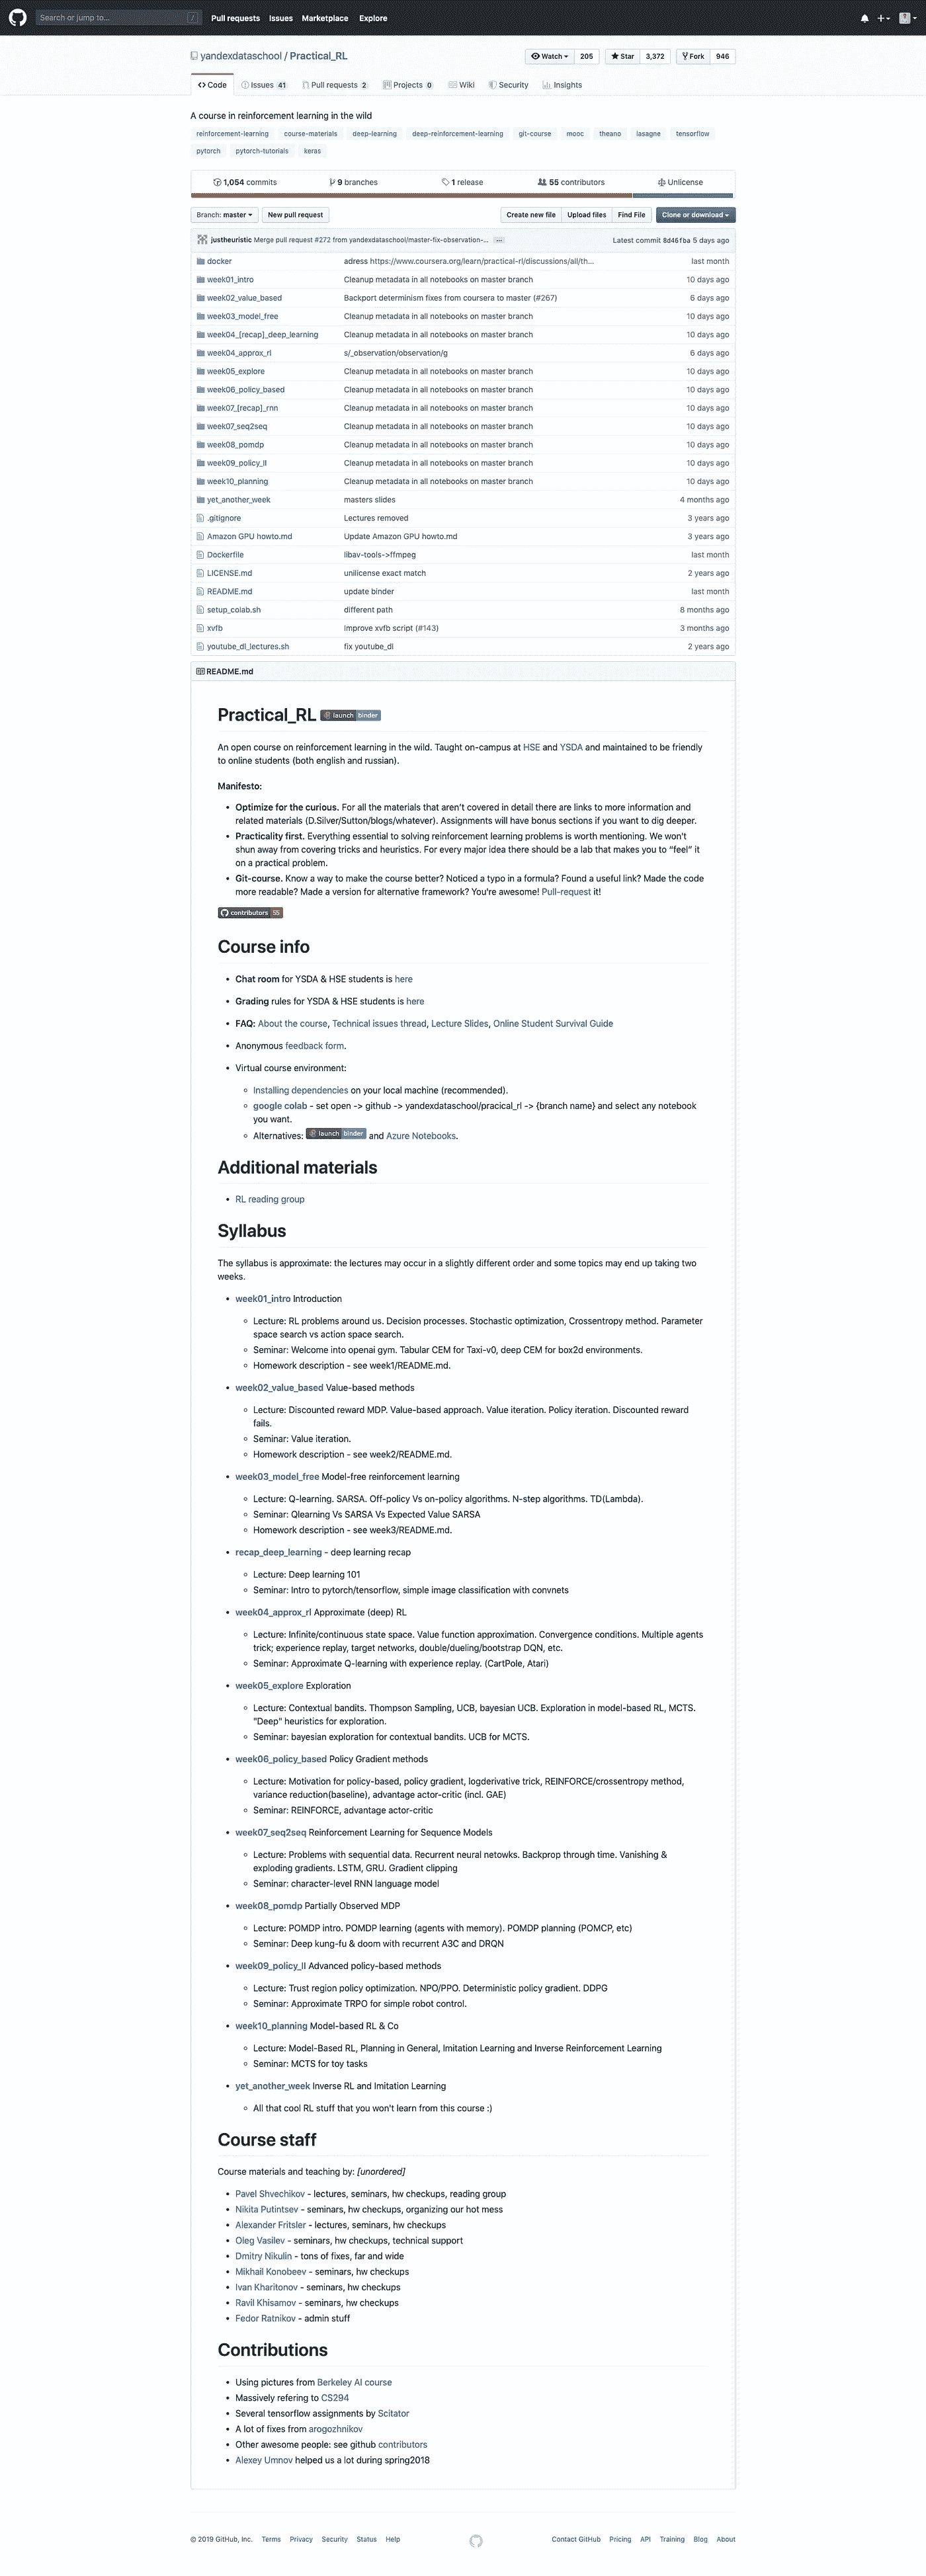 Search or jump to... / Pull requests Issues Marketplace Explore
yandexdataschool / Practical_RL Watch 205 Star 3,372 Fork 946
Code Issues 41 Pull requests 2 Projects 0 Wiki Security Insights
A course in reinforcement learning in the wild
reinforcement-learning course-materials deep-learning deep-reinforcement-learning git-course mooc theano lasagne tensorflow
pytorch pytorch-tutorials keras
1,054 commits 9 branches 1 release 55 contributors Unlicense
Branch: master New pull request Create new file Upload files Find File Clone or download
justheuristic Merge pull request #272 from yandexdataschool/master-fix-observation-... ... Latest commit 8d46fba 5 days ago
docker adress https://www.coursera.org/learn/practical-rl/discussions/all/th... last month
week01_intro Cleanup metadata in all notebooks on master branch 10 days ago
week02_value_based Backport determinism fixes from coursera to master (#267) 6 days ago
week03_model_free Cleanup metadata in all notebooks on master branch 10 days ago
week04_[recap]_deep_learning Cleanup metadata in all notebooks on master branch 10 days ago
week04_approx_rl s/_observation/observation/g 6 days ago
week05_explore Cleanup metadata in all notebooks on master branch 10 days ago
week06_policy_based Cleanup metadata in all notebooks on master branch 10 days ago
week07_[recap]_rnn Cleanup metadata in all notebooks on master branch 10 days ago
week07_seq2seq Cleanup metadata in all notebooks on master branch 10 days ago
week08_pomdp Cleanup metadata in all notebooks on master branch 10 days ago
week09_policy_II Cleanup metadata in all notebooks on master branch 10 days ago
week10_planning Cleanup metadata in all notebooks on master branch 10 days ago
yet_another_week masters slides 4 months ago
.gitignore Lectures removed 3 years ago
Amazon GPU howto.md Update Amazon GPU howto.md 3 years ago
Dockerfile libav-tools->ffmpeg last month
LICENSE.md unilicense exact match 2 years ago
README.md update binder last month
setup_colab.sh different path 8 months ago
xvfb Improve xvfb script (#143) 3 months ago
youtube_dl_lectures.sh fix youtube_dl 2 years ago
README.md
Practical_RL launch binder
An open course on reinforcement learning in the wild. Taught on-campus at HSE and YSDA and maintained to be friendly
to online students (both english and russian).
Manifesto:
• Optimize for the curious. For all the materials that aren't covered in detail there are links to more information and
related materials (D.Silver/Sutton/blogs/whatever). Assignments will have bonus sections if you want to dig deeper.
• Practicality first. Everything essential to solving reinforcement learning problems is worth mentioning. We won't
shun away from covering tricks and heuristics. For every major idea there should be a lab that makes you to “feel” it
on a practical problem.
• Git-course. Know a way to make the course better? Noticed a typo in a formula? Found a useful link? Made the code
more readable? Made a version for alternative framework? You're awesome! Pull-request it!
contributors 55
Course info
• Chat room for YSDA & HSE students is here
• Grading rules for YSDA & HSE students is here
• FAQ: About the course, Technical issues thread, Lecture Slides, Online Student Survival Guide
• Anonymous feedback form.
• Virtual course environment:
◦ Installing dependencies on your local machine (recommended).
◦ google colab - set open -> github -> yandexdataschool/pracical_rl -> {branch name} and select any notebook
you want.
◦ Alternatives: launch binder and Azure Notebooks.
Additional materials
• RL reading group
Syllabus
The syllabus is approximate: the lectures may occur in a slightly different order and some topics may end up taking two
weeks.
• week01_intro Introduction
◦ Lecture: RL problems around us. Decision processes. Stochastic optimization, Crossentropy method. Parameter
space search vs action space search.
◦ Seminar: Welcome into openai gym. Tabular CEM for Taxi-v0, deep CEM for box2d environments.
◦ Homework description - see week1/README.md.
• week02_value_based Value-based methods
◦ Lecture: Discounted reward MDP. Value-based approach. Value iteration. Policy iteration. Discounted reward
fails.
◦ Seminar: Value iteration.
◦ Homework description - see week2/README.md.
• week03_model_free Model-free reinforcement learning
◦ Lecture: Q-learning. SARSA. Off-policy Vs on-policy algorithms. N-step algorithms. TD(Lambda).
◦ Seminar: Qlearning Vs SARSA Vs Expected Value SARSA
◦ Homework description - see week3/README.md.
• recap_deep_learning - deep learning recap
◦ Lecture: Deep learning 101
◦ Seminar: Intro to pytorch/tensorflow, simple image classification with convnets
• week04_approx_rl Approximate (deep) RL
◦ Lecture: Infinite/continuous state space. Value function approximation. Convergence conditions. Multiple agents
trick; experience replay, target networks, double/dueling/bootstrap DQN, etc.
◦ Seminar: Approximate Q-learning with experience replay. (CartPole, Atari)
• week05_explore Exploration
◦ Lecture: Contextual bandits. Thompson Sampling, UCB, bayesian UCB. Exploration in model-based RL, MCTS.
"Deep" heuristics for exploration.
◦ Seminar: bayesian exploration for contextual bandits. UCB for MCTS.
• week06_policy_based Policy Gradient methods
◦ Lecture: Motivation for policy-based, policy gradient, logderivative trick, REINFORCE/crossentropy method,
variance reduction(baseline), advantage actor-critic (incl. GAE)
◦ Seminar: REINFORCE, advantage actor-critic
• week07_seq2seq Reinforcement Learning for Sequence Models
◦ Lecture: Problems with sequential data. Recurrent neural netowks. Backprop through time. Vanishing &
exploding gradients. LSTM, GRU. Gradient clipping
◦ Seminar: character-level RNN language model
• week08_pomdp Partially Observed MDP
◦ Lecture: POMDP intro. POMDP learning (agents with memory). POMDP planning (POMCP, etc)
◦ Seminar: Deep kung-fu & doom with recurrent A3C and DRQN
• week09_policy_II Advanced policy-based methods
◦ Lecture: Trust region policy optimization. NPO/PPO. Deterministic policy gradient. DDPG
◦ Seminar: Approximate TRPO for simple robot control.
• week10_planning Model-based RL & Co
◦ Lecture: Model-Based RL, Planning in General, Imitation Learning and Inverse Reinforcement Learning
◦ Seminar: MCTS for toy tasks
• yet_another_week Inverse RL and Imitation Learning
◦ All that cool RL stuff that you won't learn from this course :)
Course staff
Course materials and teaching by: [unordered]
• Pavel Shvechikov - lectures, seminars, hw checkups, reading group
• Nikita Putintsev - seminars, hw checkups, organizing our hot mess
• Alexander Fritsler - lectures, seminars, hw checkups
• Oleg Vasilev - seminars, hw checkups, technical support
• Dmitry Nikulin - tons of fixes, far and wide
• Mikhail Konobeev - seminars, hw checkups
• Ivan Kharitonov - seminars, hw checkups
• Ravil Khisamov - seminars, hw checkups
• Fedor Ratnikov - admin stuff
Contributions
• Using pictures from Berkeley AI course
• Massively refering to CS294
• Several tensorflow assignments by Scitator
• A lot of fixes from arogozhnikov
• Other awesome people: see github contributors
• Alexey Umnov helped us a lot during spring2018
© 2019 GitHub, Inc. Terms Privacy Security Status Help Contact GitHub Pricing API Training Blog About